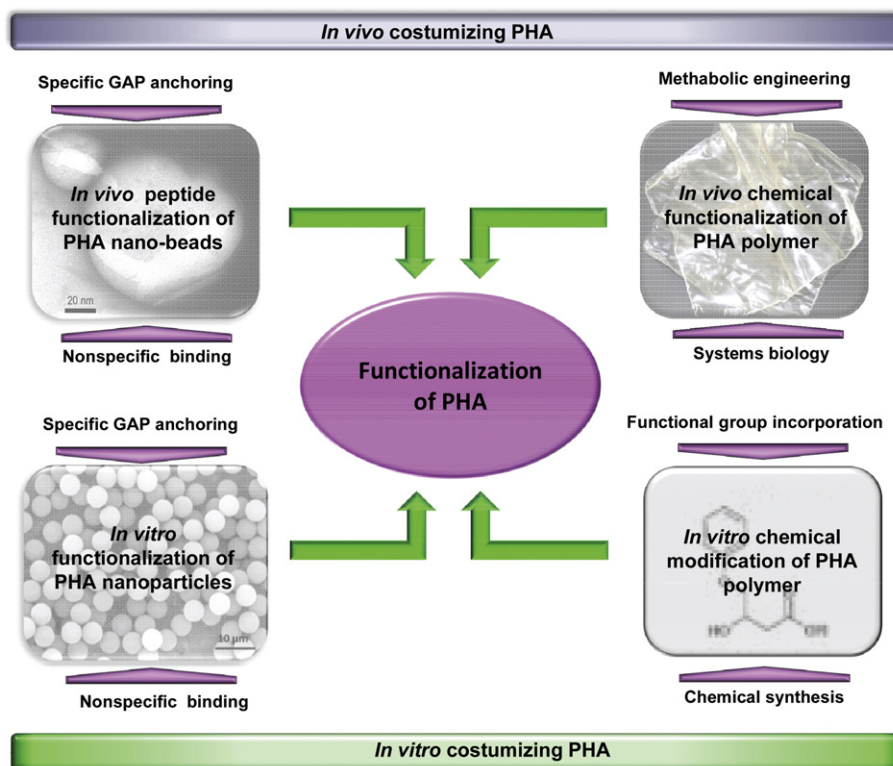 In vivo costumizing PHA
Specific GAP anchoring
Methabolic engineering
In vivo peptide
functionalization of
PHA nano-beads
20 nm
In vivo chemical
functionalization of
PHA polymer
Nonspecific binding
Systems biology
Functionalization
of PHA
Specific GAP anchoring
Functional group incorporation
In vitro
functionalization of
PHA nanoparticles
10 µm
In vitro chemical
modification of PHA
polymer
HO
OH
Nonspecific binding
Chemical synthesis
In vitro costumizing PHA